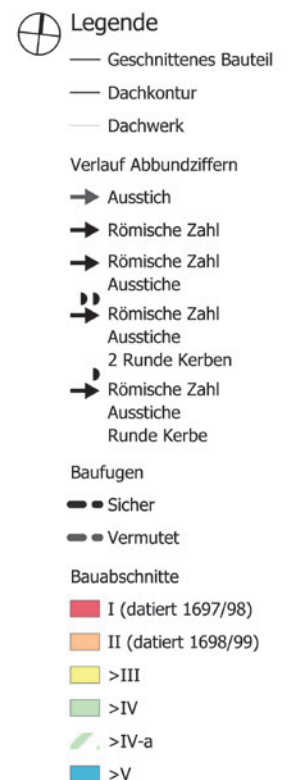 Legende
Geschnittenes Bauteil
Dachkontur
Dachwerk
Verlauf Abbundziffern
Ausstich
Römische Zahl
Römische Zahl
Ausstiche
Römische Zahl
Ausstiche
2 Runde Kerben
Römische Zahl
Ausstiche
Runde Kerbe
Baufugen
Sicher
Vermutet
Bauabschnitte
I (datiert 1697/98)
II (datiert 1698/99)
>III
>IV
>IV-a
>V